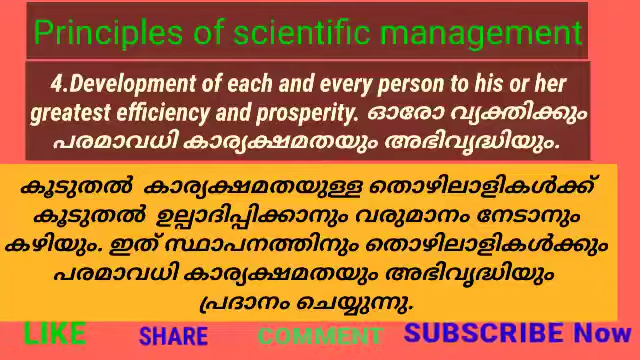 Principles of scientific management
4.Development of each and every person to his or her
greatest efficiency and prosperity. ഓരോ വ്യക്തിക്കും
പരമാവധി കാര്യക്ഷമതയും അഭിവൃദ്ധിയും.
കൂടുതൽ കാര്യക്ഷമതയുള്ള തൊഴിലാളികൾക്ക്
കൂടുതൽ ഉല്പാദിപ്പിക്കാനും വരുമാനം നേടാനും
കഴിയും. ഇത് സ്ഥാപനത്തിനും തൊഴിലാളികൾക്കും
പരമാവധി കാര്യക്ഷമതയും അഭിവൃദ്ധിയും
പ്രദാനം ചെയ്യുന്നു.
LIKE SHARE COMMENT SUBSCRIBE Now